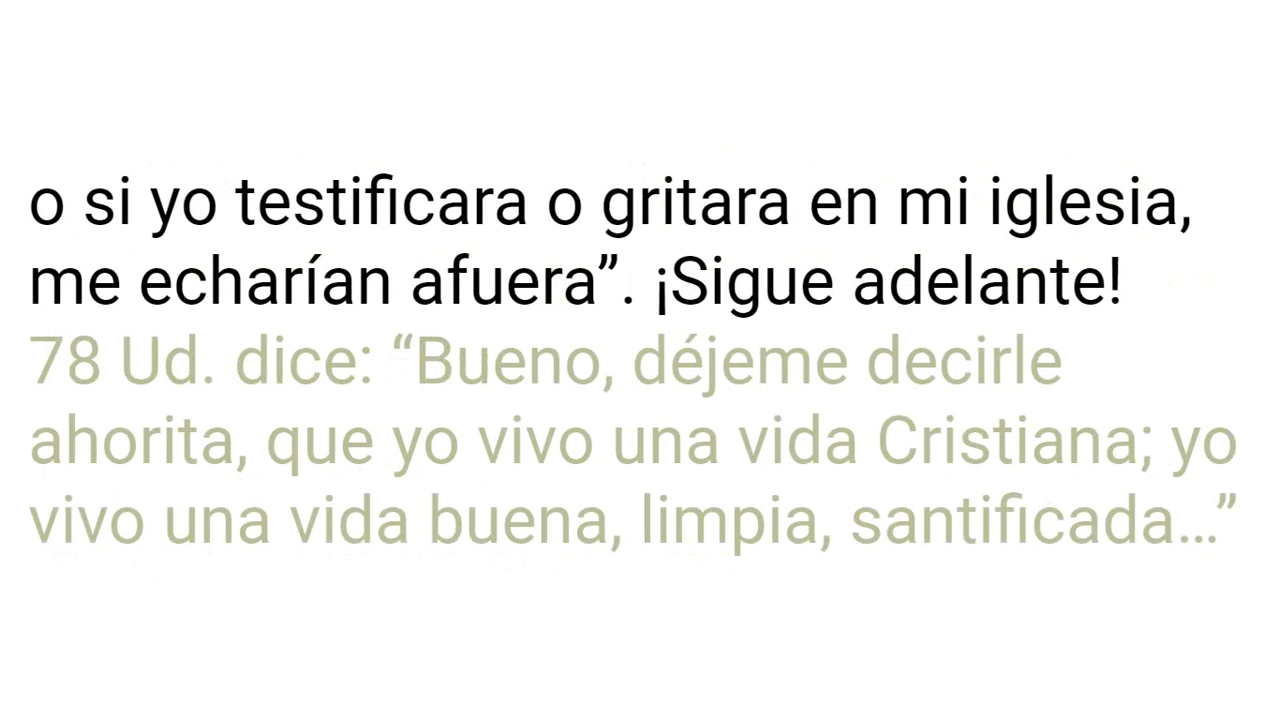 o si yo testificara o gritara en mi iglesia,
me echarían afuera”. ¡Sigue adelante!
78 Ud. dice: “Bueno, déjeme decirle
ahorita, que yo vivo una vida Cristiana; yo
vivo una vida buena, limpia, santificada…”